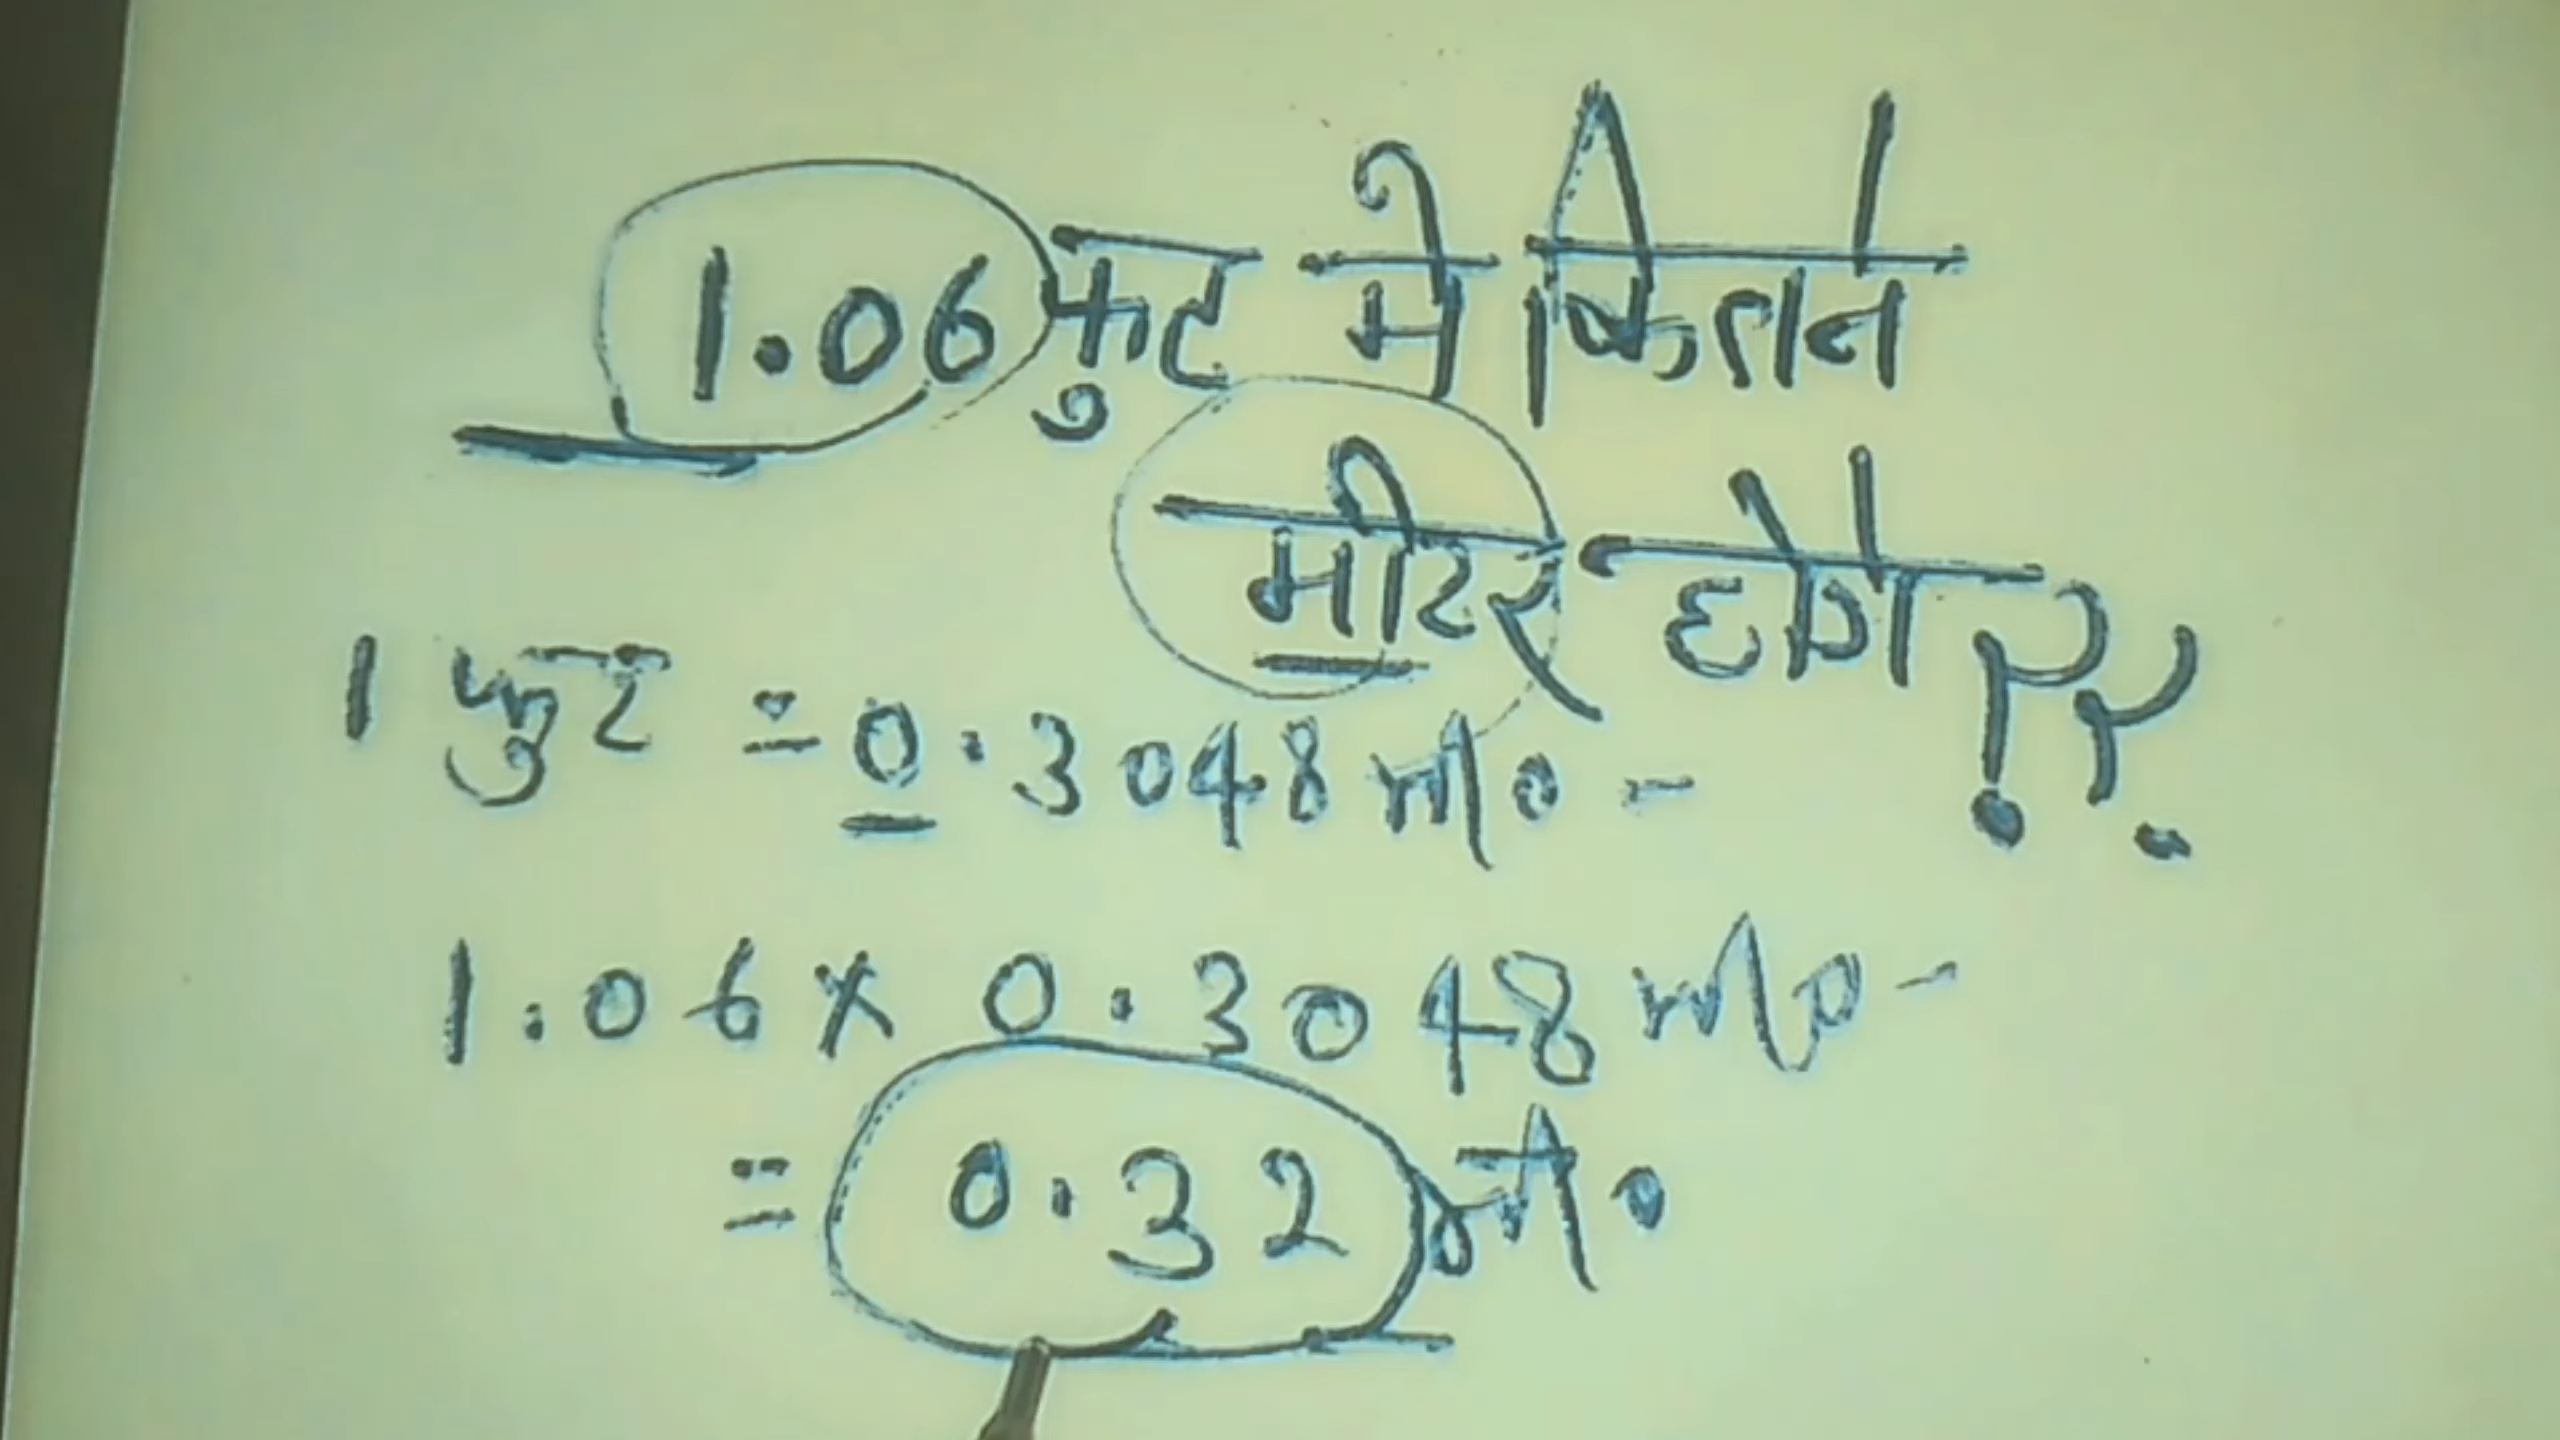 1.06 फुट में कितने
मीटर होंगे ??
1 फुट = 0.3048 मी० -
1.06 x 0.3048 मी० -
= 0.32 मी०